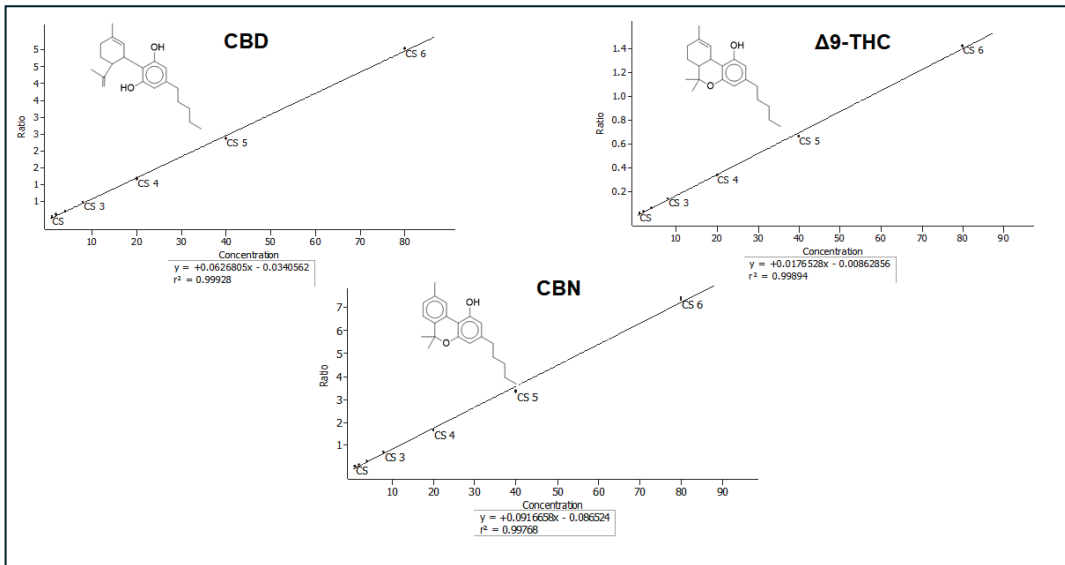 CBD
CH₃
OH
H₃C
CH₂
HO
CH₃
5
5
4
4
3
3
2
2
1
1
Ratio
CS
CS 3
CS 4
CS 5
CS 6
10
20
30
40
50
60
70
80
Concentration
y = +0.0626805x - 0.0340562
r² = 0.99928
Δ9-THC
OH
O
1.4
1.2
1.0
0.8
0.6
0.4
0.2
Ratio
CS
CS 3
CS 4
CS 5
CS 6
10
20
30
40
50
60
70
80
90
Concentration
y = +0.0176528x - 0.00862856
r² = 0.99894
CBN
OH
O
7
6
5
4
3
2
1
Ratio
CS
CS 3
CS 4
CS 5
CS 6
10
20
30
40
50
60
70
80
90
Concentration
y = +0.0916658x - 0.086524
r² = 0.99768